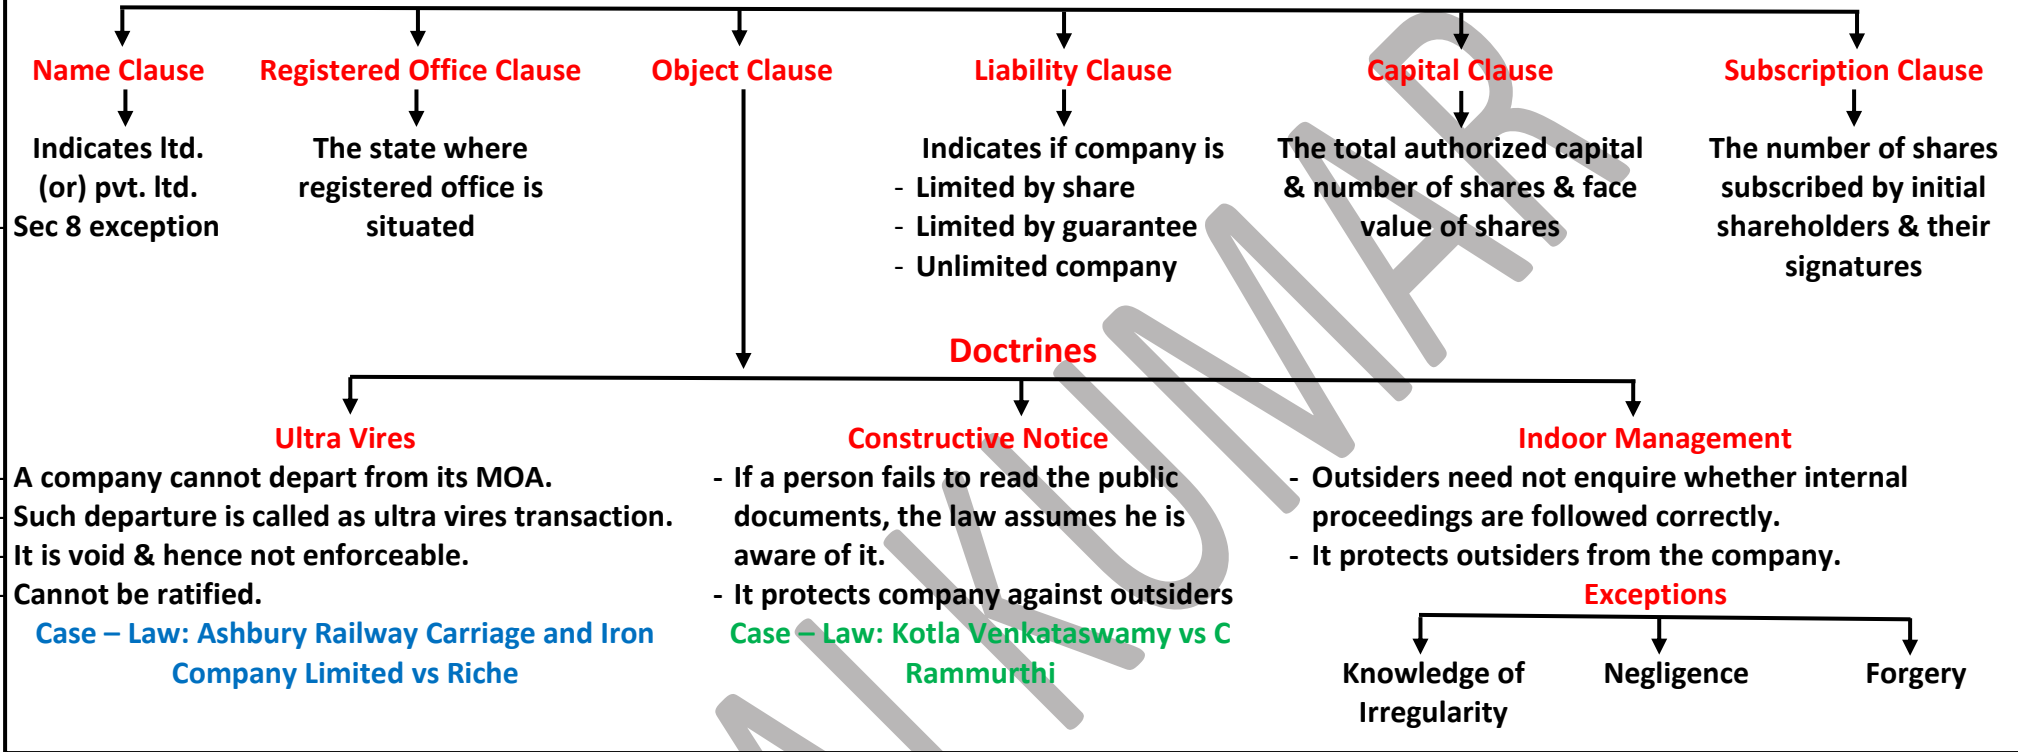 Name Clause
Registered Office Clause
Object Clause
Liability Clause
Capital Clause
Subscription Clause
Indicates ltd.
(or) pvt. ltd.
- Sec 8 exception
The state where
registered office is
situated
Indicates if company is
- Limited by share
- Limited by guarantee
- Unlimited company
The total authorized capital
& number of shares & face
value of shares
The number of shares
subscribed by initial
shareholders & their
signatures
Doctrines
Ultra Vires
- A company cannot depart from its MOA.
- Such departure is called as ultra vires transaction.
- It is void & hence not enforceable.
- Cannot be ratified.
Case – Law: Ashbury Railway Carriage and Iron
Company Limited vs Riche
Constructive Notice
- If a person fails to read the public
documents, the law assumes he is
aware of it.
- It protects company against outsiders
Case – Law: Kotla Venkataswamy vs C
Rammurthi
Indoor Management
- Outsiders need not enquire whether internal
proceedings are followed correctly.
- It protects outsiders from the company.
Exceptions
Knowledge of
Irregularity
Negligence
Forgery
KUMAR